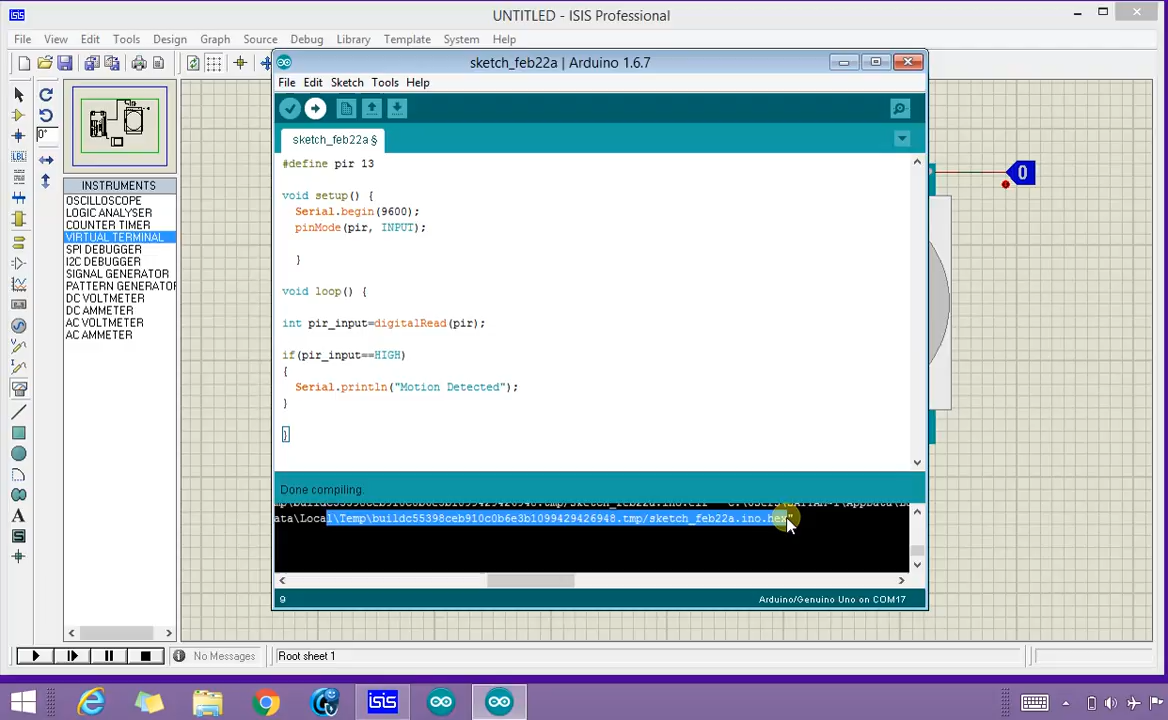 isis
UNTITLED - ISIS Professional
File View Edit Tools Design Graph Source Debug Library Template System Help
sketch_feb22a | Arduino 1.6.7
File Edit Sketch Tools Help
sketch_feb22a §
0°
LBL
INSTRUMENTS
OSCILLOSCOPE
LOGIC ANALYSER
COUNTER TIMER
VIRTUAL TERMINAL
SPI DEBUGGER
I2C DEBUGGER
SIGNAL GENERATOR
PATTERN GENERATOR
DC VOLTMETER
DC AMMETER
AC VOLTMETER
AC AMMETER
A
S
#define pir 13
void setup() {
Serial.begin(9600);
pinMode(pir, INPUT);
}
void loop() {
int pir_input=digitalRead(pir);
if(pir_input==HIGH)
{
Serial.println("Motion Detected");
}
}
0
Done compiling.
ata\Local\Temp\buildc55398ceb910c0b6e3b1099429426948.tmp/sketch_feb22a.ino.hex"
9
Arduino/Genuino Uno on COM17
No Messages
Root sheet 1
isis